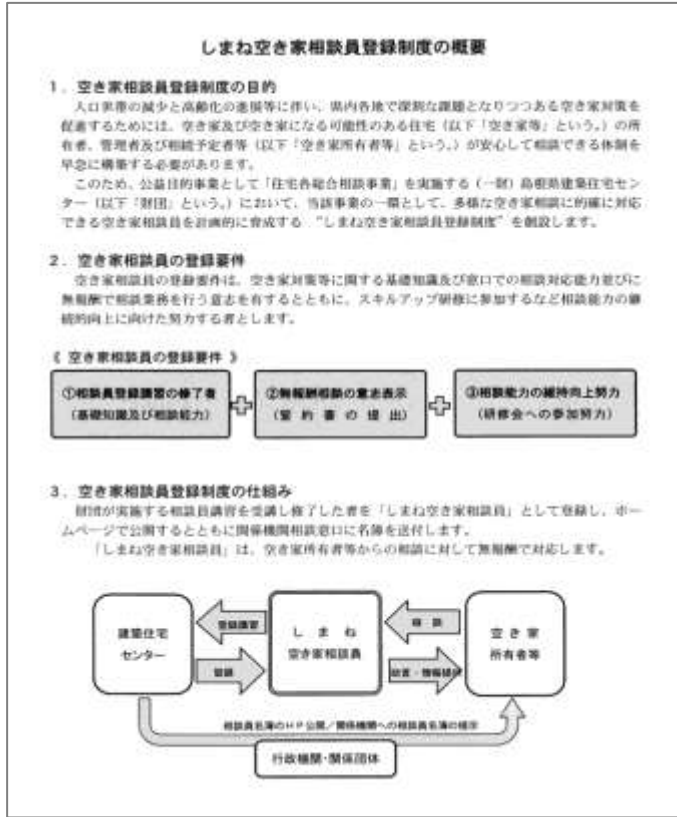 しまね空き家相談員登録制度の概要
1．空き家相談員登録制度の目的
人口世帯の減少と高齢化の進展等に伴い、県内各地で深刻な課題となりつつある空き家対策を
促進するためには、空き家及び空き家になる可能性のある住宅（以下「空き家等」という。）の所
有者、管理者及び相続予定者等（以下「空き家所有者等」という。）が安心して相談できる体制を
早急に構築する必要があります。
このため、公益目的事業として「住宅各総合相談事業」を実施する（一財）島根県建築住宅セン
ター（以下「財団」という。）において、当該事業の一環として、多様な空き家相談に的確に対応
できる空き家相談員を計画的に育成する “しまね空き家相談員登録制度”を創設します。
2．空き家相談員の登録要件
空き家相談員の登録要件は、空き家対策等に関する基礎知識及び窓口での相談対応能力並びに
無報酬で相談業務を行う意志を有するとともに、スキルアップ研修に参加するなど相談能力の継
続的向上に向けた努力する者とします。
《 空き家相談員の登録要件 》
①相談員登録講習の修了者
（基礎知識及び相談能力）
②無報酬相談の意志表示
（誓約書の提出）
③相談能力の維持向上努力
（研修会への参加努力）
3．空き家相談員登録制度の仕組み
財団が実施する相談員講習を受講し修了した者を「しまね空き家相談員」として登録し、ホー
ムページで公開するとともに関係機関相談窓口に名簿を送付します。
「しまね空き家相談員」は、空き家所有者等からの相談に対して無報酬で対応します。
建築住宅
センター
登録講習
登録
しまね
空き家相談員
相談
助言・情報提供
空き家
所有者等
相談員名簿のHP公開／関係機関への相談員名簿の提示
行政機関・関係団体